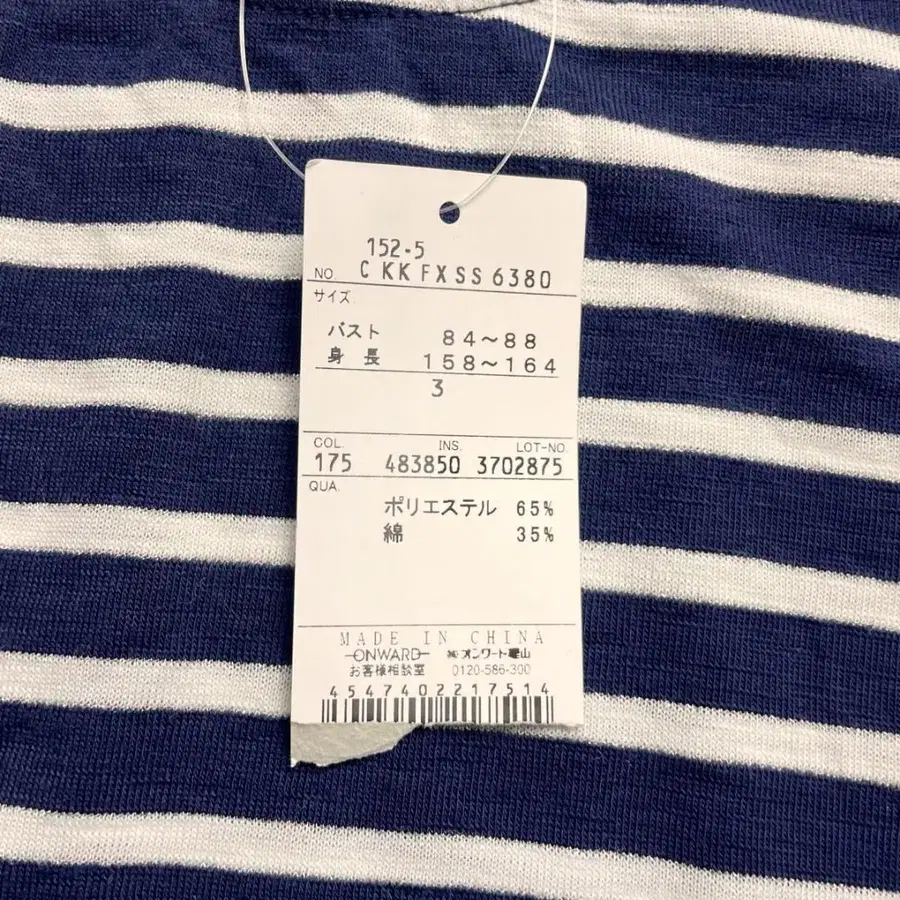 152-5
NO. C KK FXSS 6380
サイズ
バスト 84～88
身長 158～164
3
COL. INS. LOT-NO.
175 483850 3702875
QUA.
ポリエステル 65%
綿 35%
MADE IN CHINA
ONWARD ㈱オンワード樫山
お客様相談室 0120-586-300
4547402217514